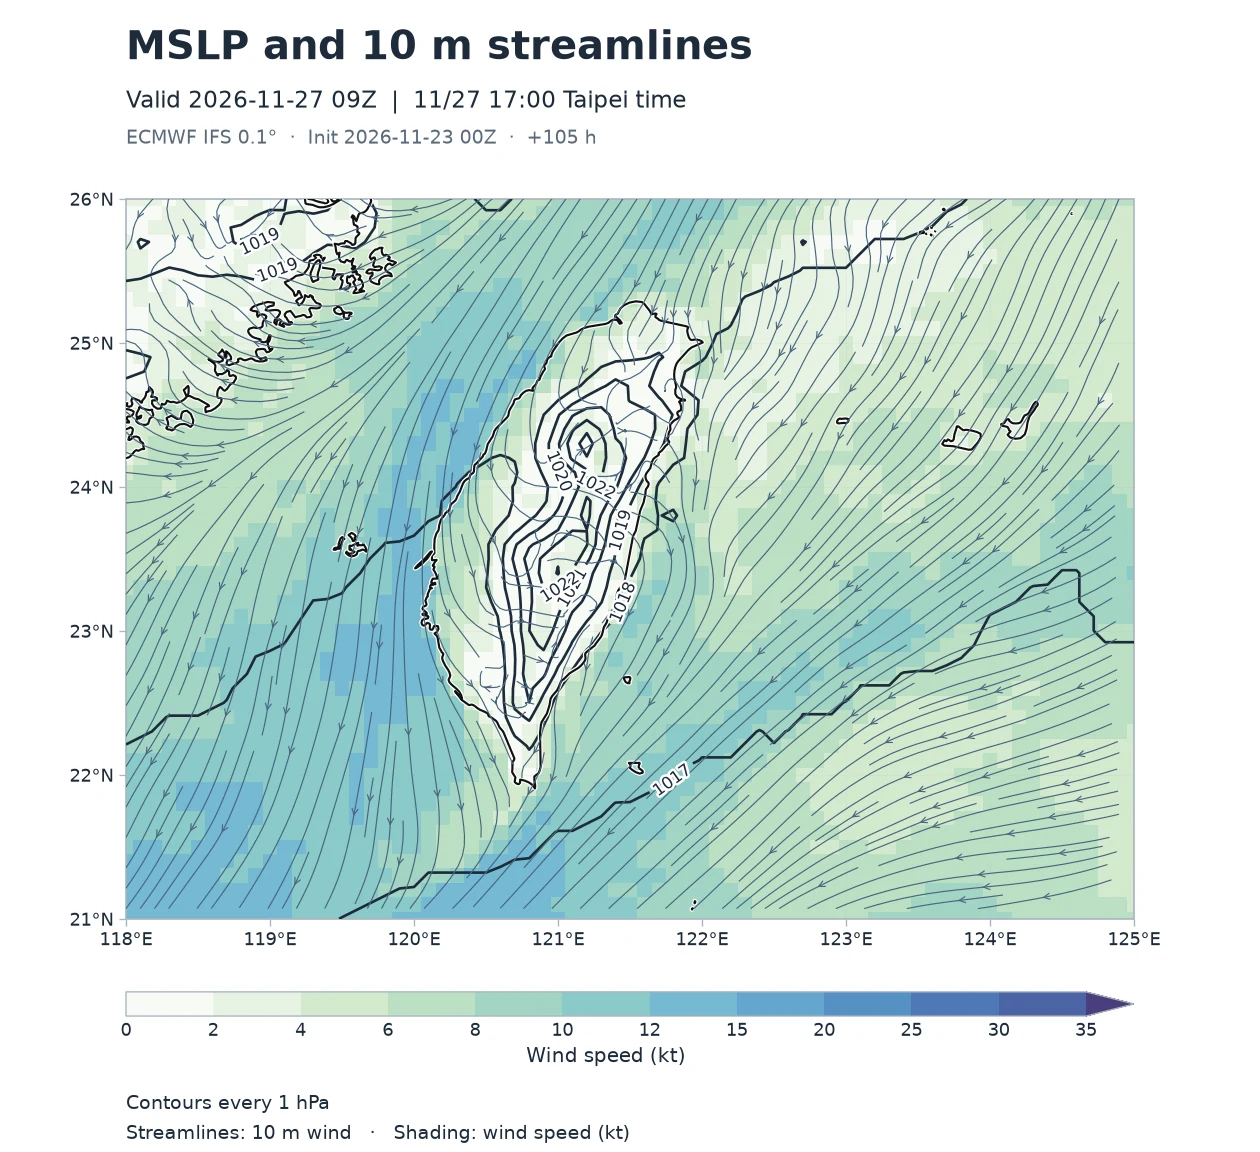 MSLP and 10 m streamlines
Valid 2026-11-27 09Z | 11/27 17:00 Taipei time
ECMWF IFS 0.1° · Init 2026-11-23 00Z · +105 h
26°N
1019
1019
25°N
24°N
1020
1022
1019
1021
1022
1018
23°N
22°N
1017
21°N
118°E 119°E 120°E 121°E 122°E 123°E 124°E 125°E
0 2 4 6 8 10 12 15 20 25 30 35
Wind speed (kt)
Contours every 1 hPa
Streamlines: 10 m wind · Shading: wind speed (kt)